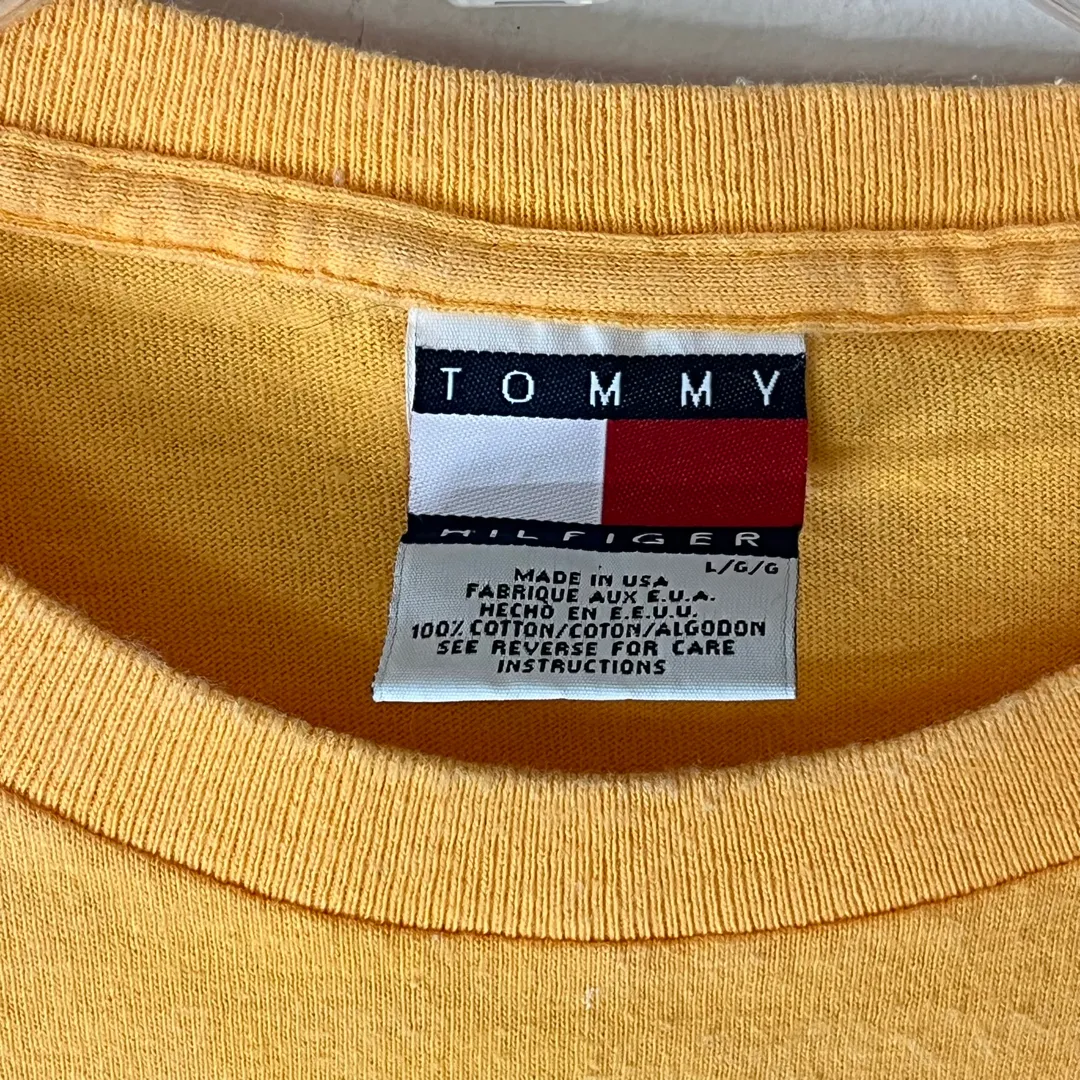 TOMMY
HILFIGER
L/G/G
MADE IN USA
FABRIQUE AUX E.U.A.
HECHO EN E.E.U.U.
100% COTTON/COTON/ALGODON
SEE REVERSE FOR CARE
INSTRUCTIONS